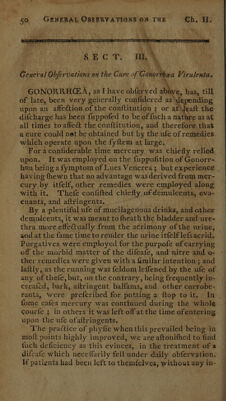 50 GENERAL OBSERVATIONS ON THE Ch. II.
SECT. III.
General Observations on the Cure of Gonorrhœa Virulenta.
GONORRHŒA, as I have observed above, has, till
of late, been very generally considered as depending
upon an affection of the constitution ; or at least the
discharge has been supposed to be of such a nature as at
all times to affect the constitution, and therefore that
a cure could not be obtained but by the use of remedies
which operate upon the system at large.
For a considerable time mercury was chiefly relied
upon. It was employed on the supposition of Gonorr-
hœa being a symptom of Lues Venerea ; but experience
having shewn that no advantage was derived from mer-
cury by itself, other remedies were employed along
with it. These consisted chiefly of demulcents, eva-
cuants, and astringents.
By a plentiful use of mucilaginous drinks, and other
demulcents, it was meant to sheath the bladder and ure-
thra more effectually from the acrimony of the urine,
and at the same time to render the urine itself less acrid.
Purgatives were employed for the purpose of carrying
off the morbid matter of the disease, and nitre and o-
ther remedies were given with a similar intention ; and
lastly, as the running was seldom lessened by the use of
any of these, but, on the contrary, being frequently in-
creased, bark, astringent balsams, and other corrobo-
rants, were prescribed for putting a stop to it. In
some cases mercury was continued during the whole
course ; in others it was left off at the time of entering
upon the use of astringents.
The practice of physic when this prevailed being in
most points highly improved, we are astonished to find
such deficiency as this evinces, in the treatment of a
disease which necessarily fell under daily observation.
If patients had been left to themselves, without any in-